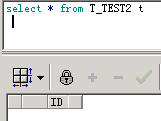 select * from T_TEST2 t
ID